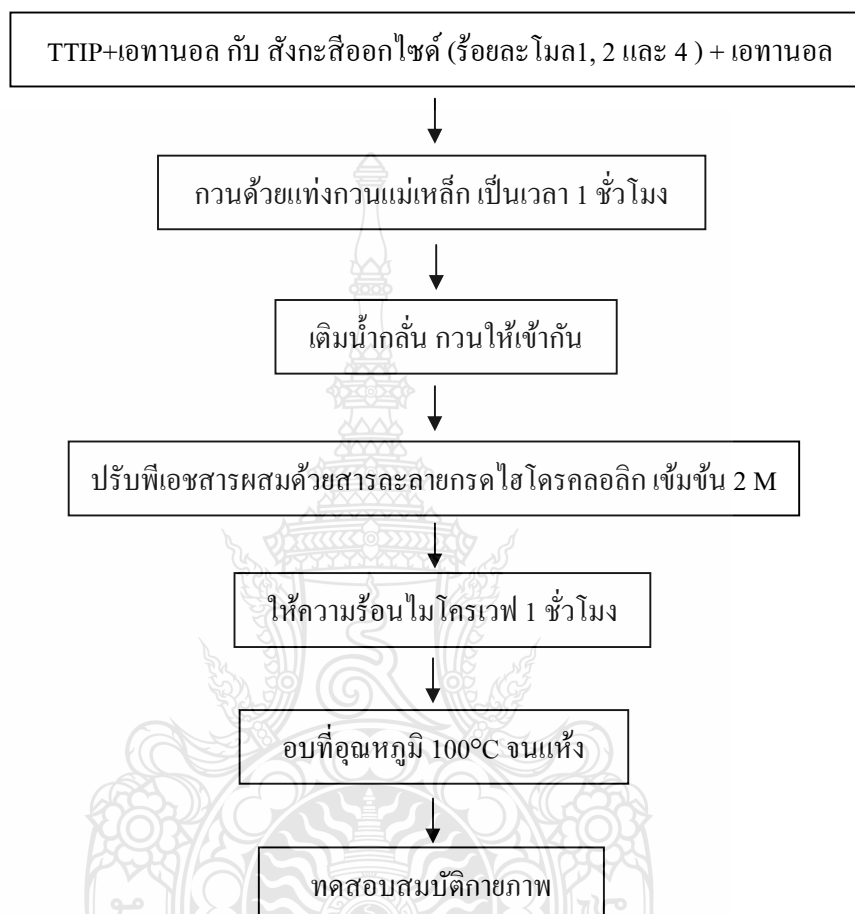 TTIP+เอทานอล กับ สังกะสีออกไซด์ (ร้อยละโมล1, 2 และ 4 ) + เอทานอล
กวนด้วยแท่งกวนแม่เหล็ก เป็นเวลา 1 ชั่วโมง
เติมน้ำกลั่น กวนให้เข้ากัน
ปรับพีเอชสารผสมด้วยสารละลายกรดไฮโดรคลอลิก เข้มข้น 2 M
ให้ความร้อนไมโครเวฟ 1 ชั่วโมง
อบที่อุณหภูมิ 100°C จนแห้ง
ทดสอบสมบัติกายภาพ